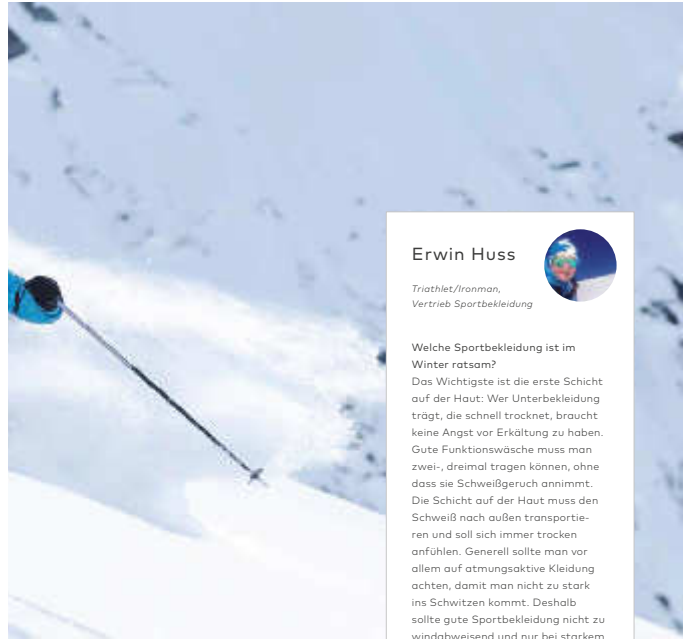 Erwin Huss
Triathlet/Ironman,
Vertrieb Sportbekleidung
Welche Sportbekleidung ist im
Winter ratsam?
Das Wichtigste ist die erste Schicht
auf der Haut: Wer Unterbekleidung
trägt, die schnell trocknet, braucht
keine Angst vor Erkältung zu haben.
Gute Funktionswäsche muss man
zwei-, dreimal tragen können, ohne
dass sie Schweißgeruch annimmt.
Die Schicht auf der Haut muss den
Schweiß nach außen transportie-
ren und soll sich immer trocken
anfühlen. Generell sollte man vor
allem auf atmungsaktive Kleidung
achten, damit man nicht zu stark
ins Schwitzen kommt. Deshalb
sollte gute Sportbekleidung nicht zu
windabweisend und nur bei starkem